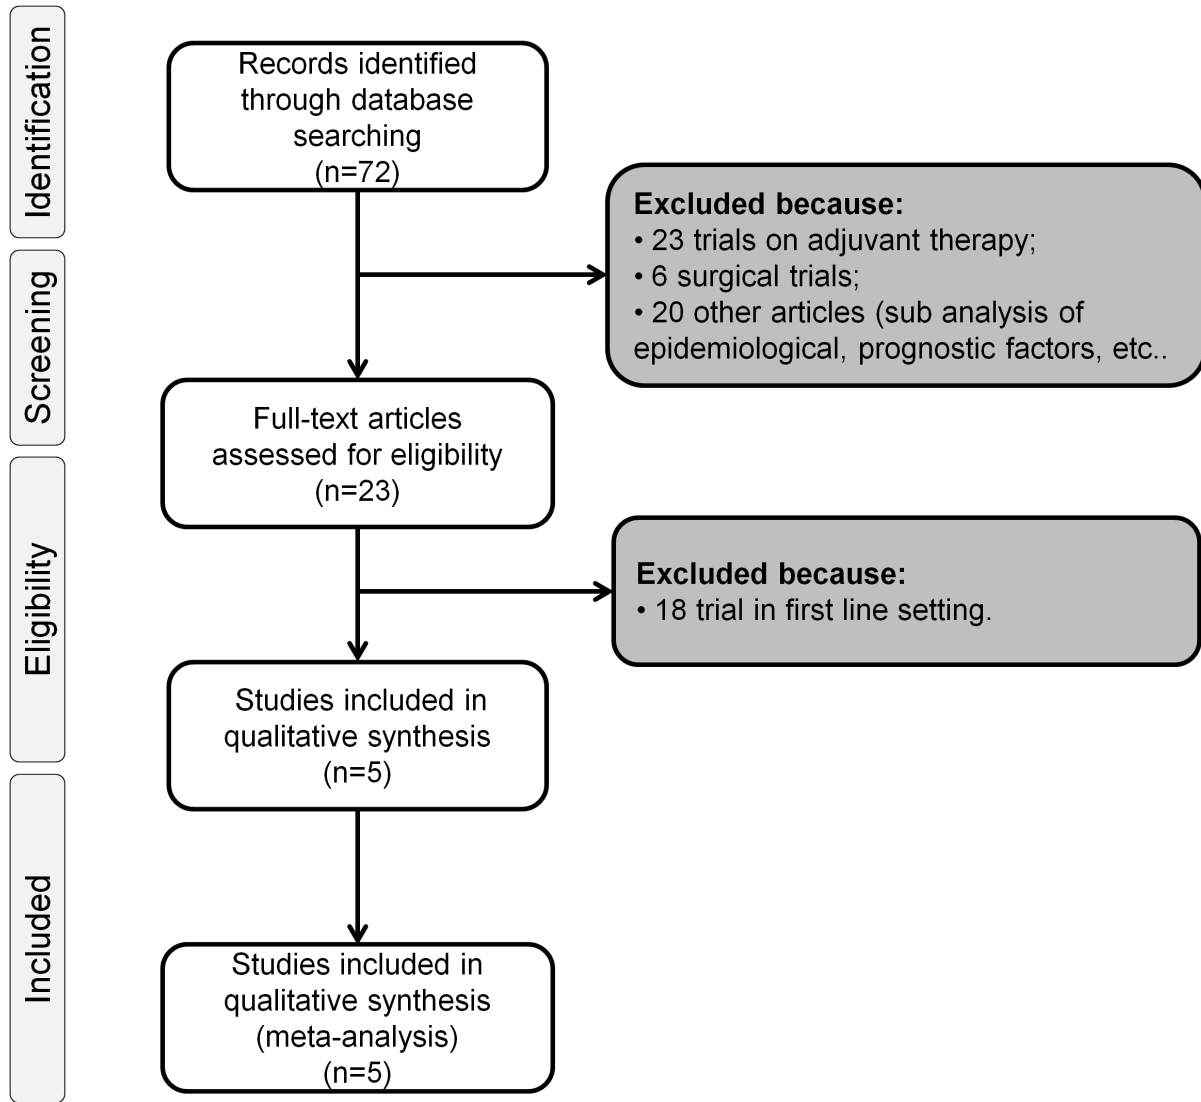 Identification
Records identified
through database
searching
(n=72)
Excluded because:
• 23 trials on adjuvant therapy;
• 6 surgical trials;
• 20 other articles (sub analysis of
epidemiological, prognostic factors, etc..
Screening
Full-text articles
assessed for eligibility
(n=23)
Eligibility
Excluded because:
• 18 trial in first line setting.
Studies included in
qualitative synthesis
(n=5)
Included
Studies included in
qualitative synthesis
(meta-analysis)
(n=5)